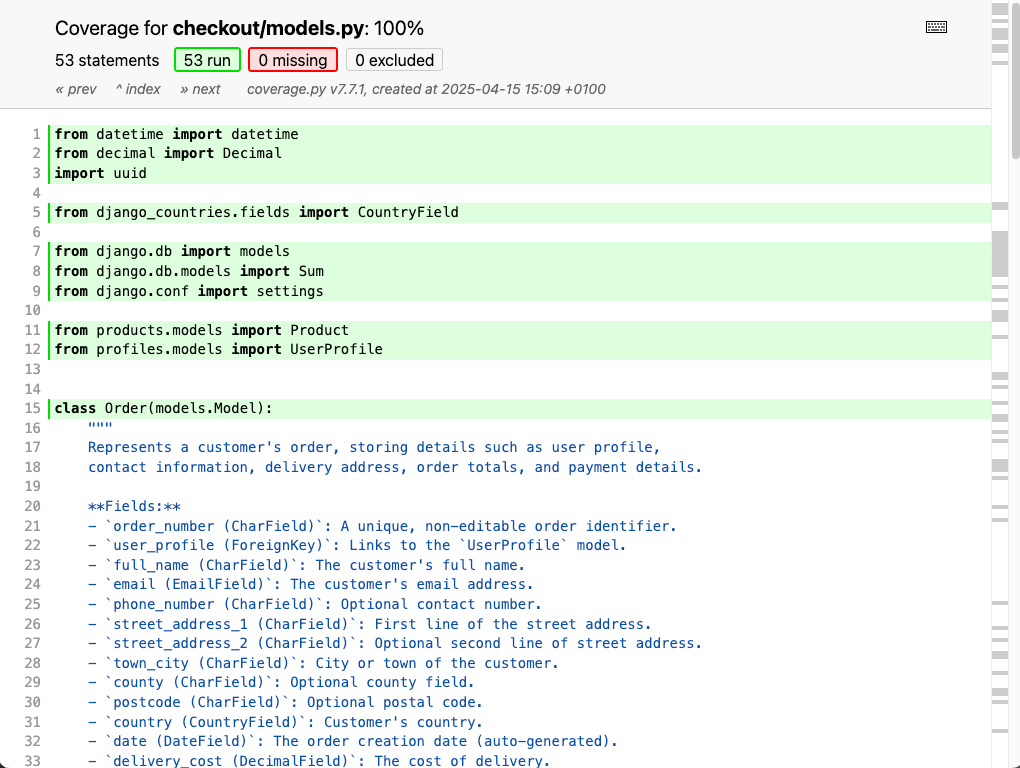 Coverage for checkout/models.py: 100%
53 statements 53 run 0 missing 0 excluded
« prev ^ index » next coverage.py v7.7.1, created at 2025-04-15 15:09 +0100
1 from datetime import datetime
2 from decimal import Decimal
3 import uuid
4
5 from django_countries.fields import CountryField
6
7 from django.db import models
8 from django.db.models import Sum
9 from django.conf import settings
10
11 from products.models import Product
12 from profiles.models import UserProfile
13
14
15 class Order(models.Model):
16 """
17 Represents a customer's order, storing details such as user profile,
18 contact information, delivery address, order totals, and payment details.
19
20 **Fields:**
21 - `order_number (CharField)`: A unique, non-editable order identifier.
22 - `user_profile (ForeignKey)`: Links to the `UserProfile` model.
23 - `full_name (CharField)`: The customer's full name.
24 - `email (EmailField)`: The customer's email address.
25 - `phone_number (CharField)`: Optional contact number.
26 - `street_address_1 (CharField)`: First line of the street address.
27 - `street_address_2 (CharField)`: Optional second line of street address.
28 - `town_city (CharField)`: City or town of the customer.
29 - `county (CharField)`: Optional county field.
30 - `postcode (CharField)`: Optional postal code.
31 - `country (CountryField)`: Customer's country.
32 - `date (DateField)`: The order creation date (auto-generated).
33 - `delivery_cost (DecimalField)`: The cost of delivery.